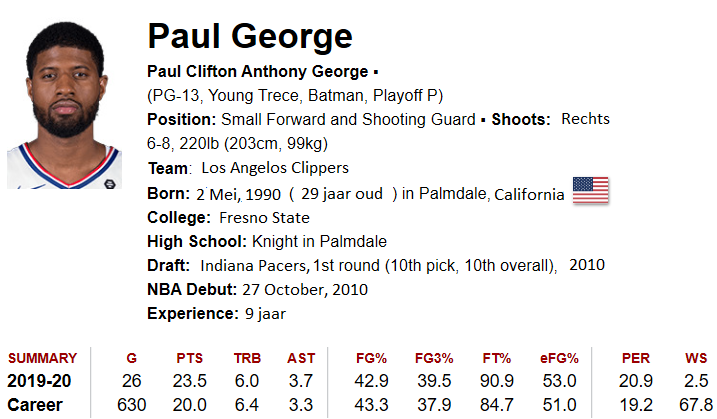 Paul George
Paul Clifton Anthony George ▪
(PG-13, Young Trece, Batman, Playoff P)
Position: Small Forward and Shooting Guard ▪ Shoots: Rechts
6-8, 220lb (203cm, 99kg)
Team: Los Angelos Clippers
Born: 2 Mei, 1990 ( 29 jaar oud ) in Palmdale, California
College: Fresno State
High School: Knight in Palmdale
Draft: Indiana Pacers, 1st round (10th pick, 10th overall), 2010
NBA Debut: 27 October, 2010
Experience: 9 jaar
SUMMARY G PTS TRB AST FG% FG3% FT% eFG% PER WS
2019-20 26 23.5 6.0 3.7 42.9 39.5 90.9 53.0 20.9 2.5
Career 630 20.0 6.4 3.3 43.3 37.9 84.7 51.0 19.2 67.8